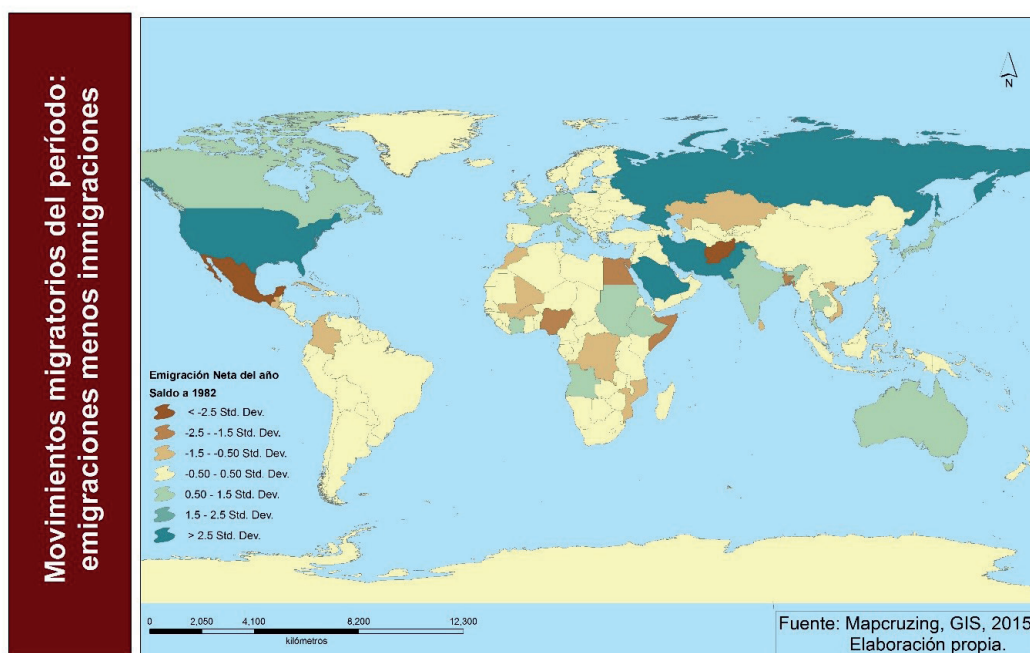 Movimientos migratorios del período:
emigraciones menos inmigraciones
N
Emigración Neta del año
Saldo a 1982
< -2.5 Std. Dev.
-2.5 - -1.5 Std. Dev.
-1.5 - -0.50 Std. Dev.
-0.50 - 0.50 Std. Dev.
0.50 - 1.5 Std. Dev.
1.5 - 2.5 Std. Dev.
> 2.5 Std. Dev.
0 2,050 4,100 6,200 12,300
kilómetros
Fuente: Mapcruzing, GIS, 2015
Elaboración propia.